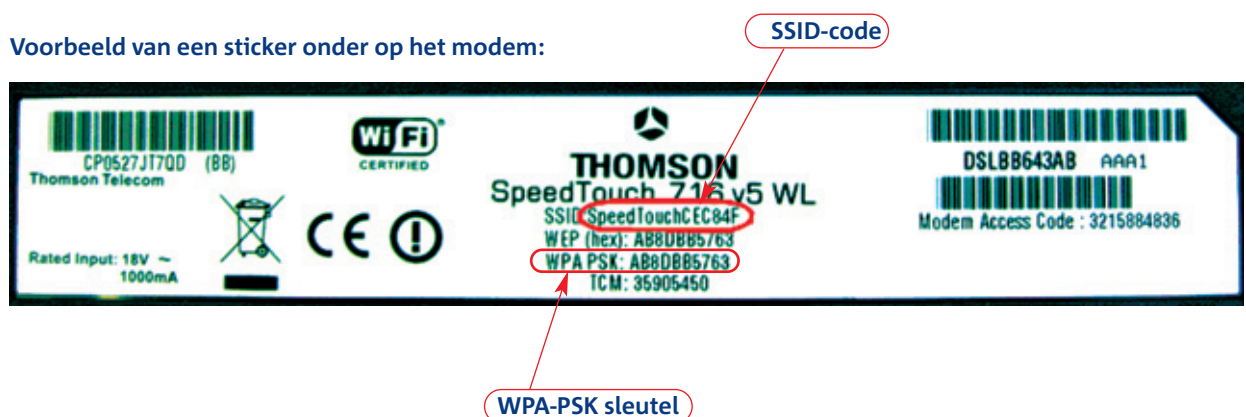 Voorbeeld van een sticker onder op het modem:
SSID-code
CP0527JT7QD (BB)
Thomson Telecom
Rated Input: 18V ~
1000mA
Wi Fi
CERTIFIED
CE
THOMSON
SpeedTouch 716 v5 WL
SSID SpeedTouchCEC84F
WEP (hex): AB8DBB5763
WPA PSK: AB8DBB5763
TCM: 35905450
DSLBB643AB AAA1
Modem Access Code : 3215884836
WPA-PSK sleutel